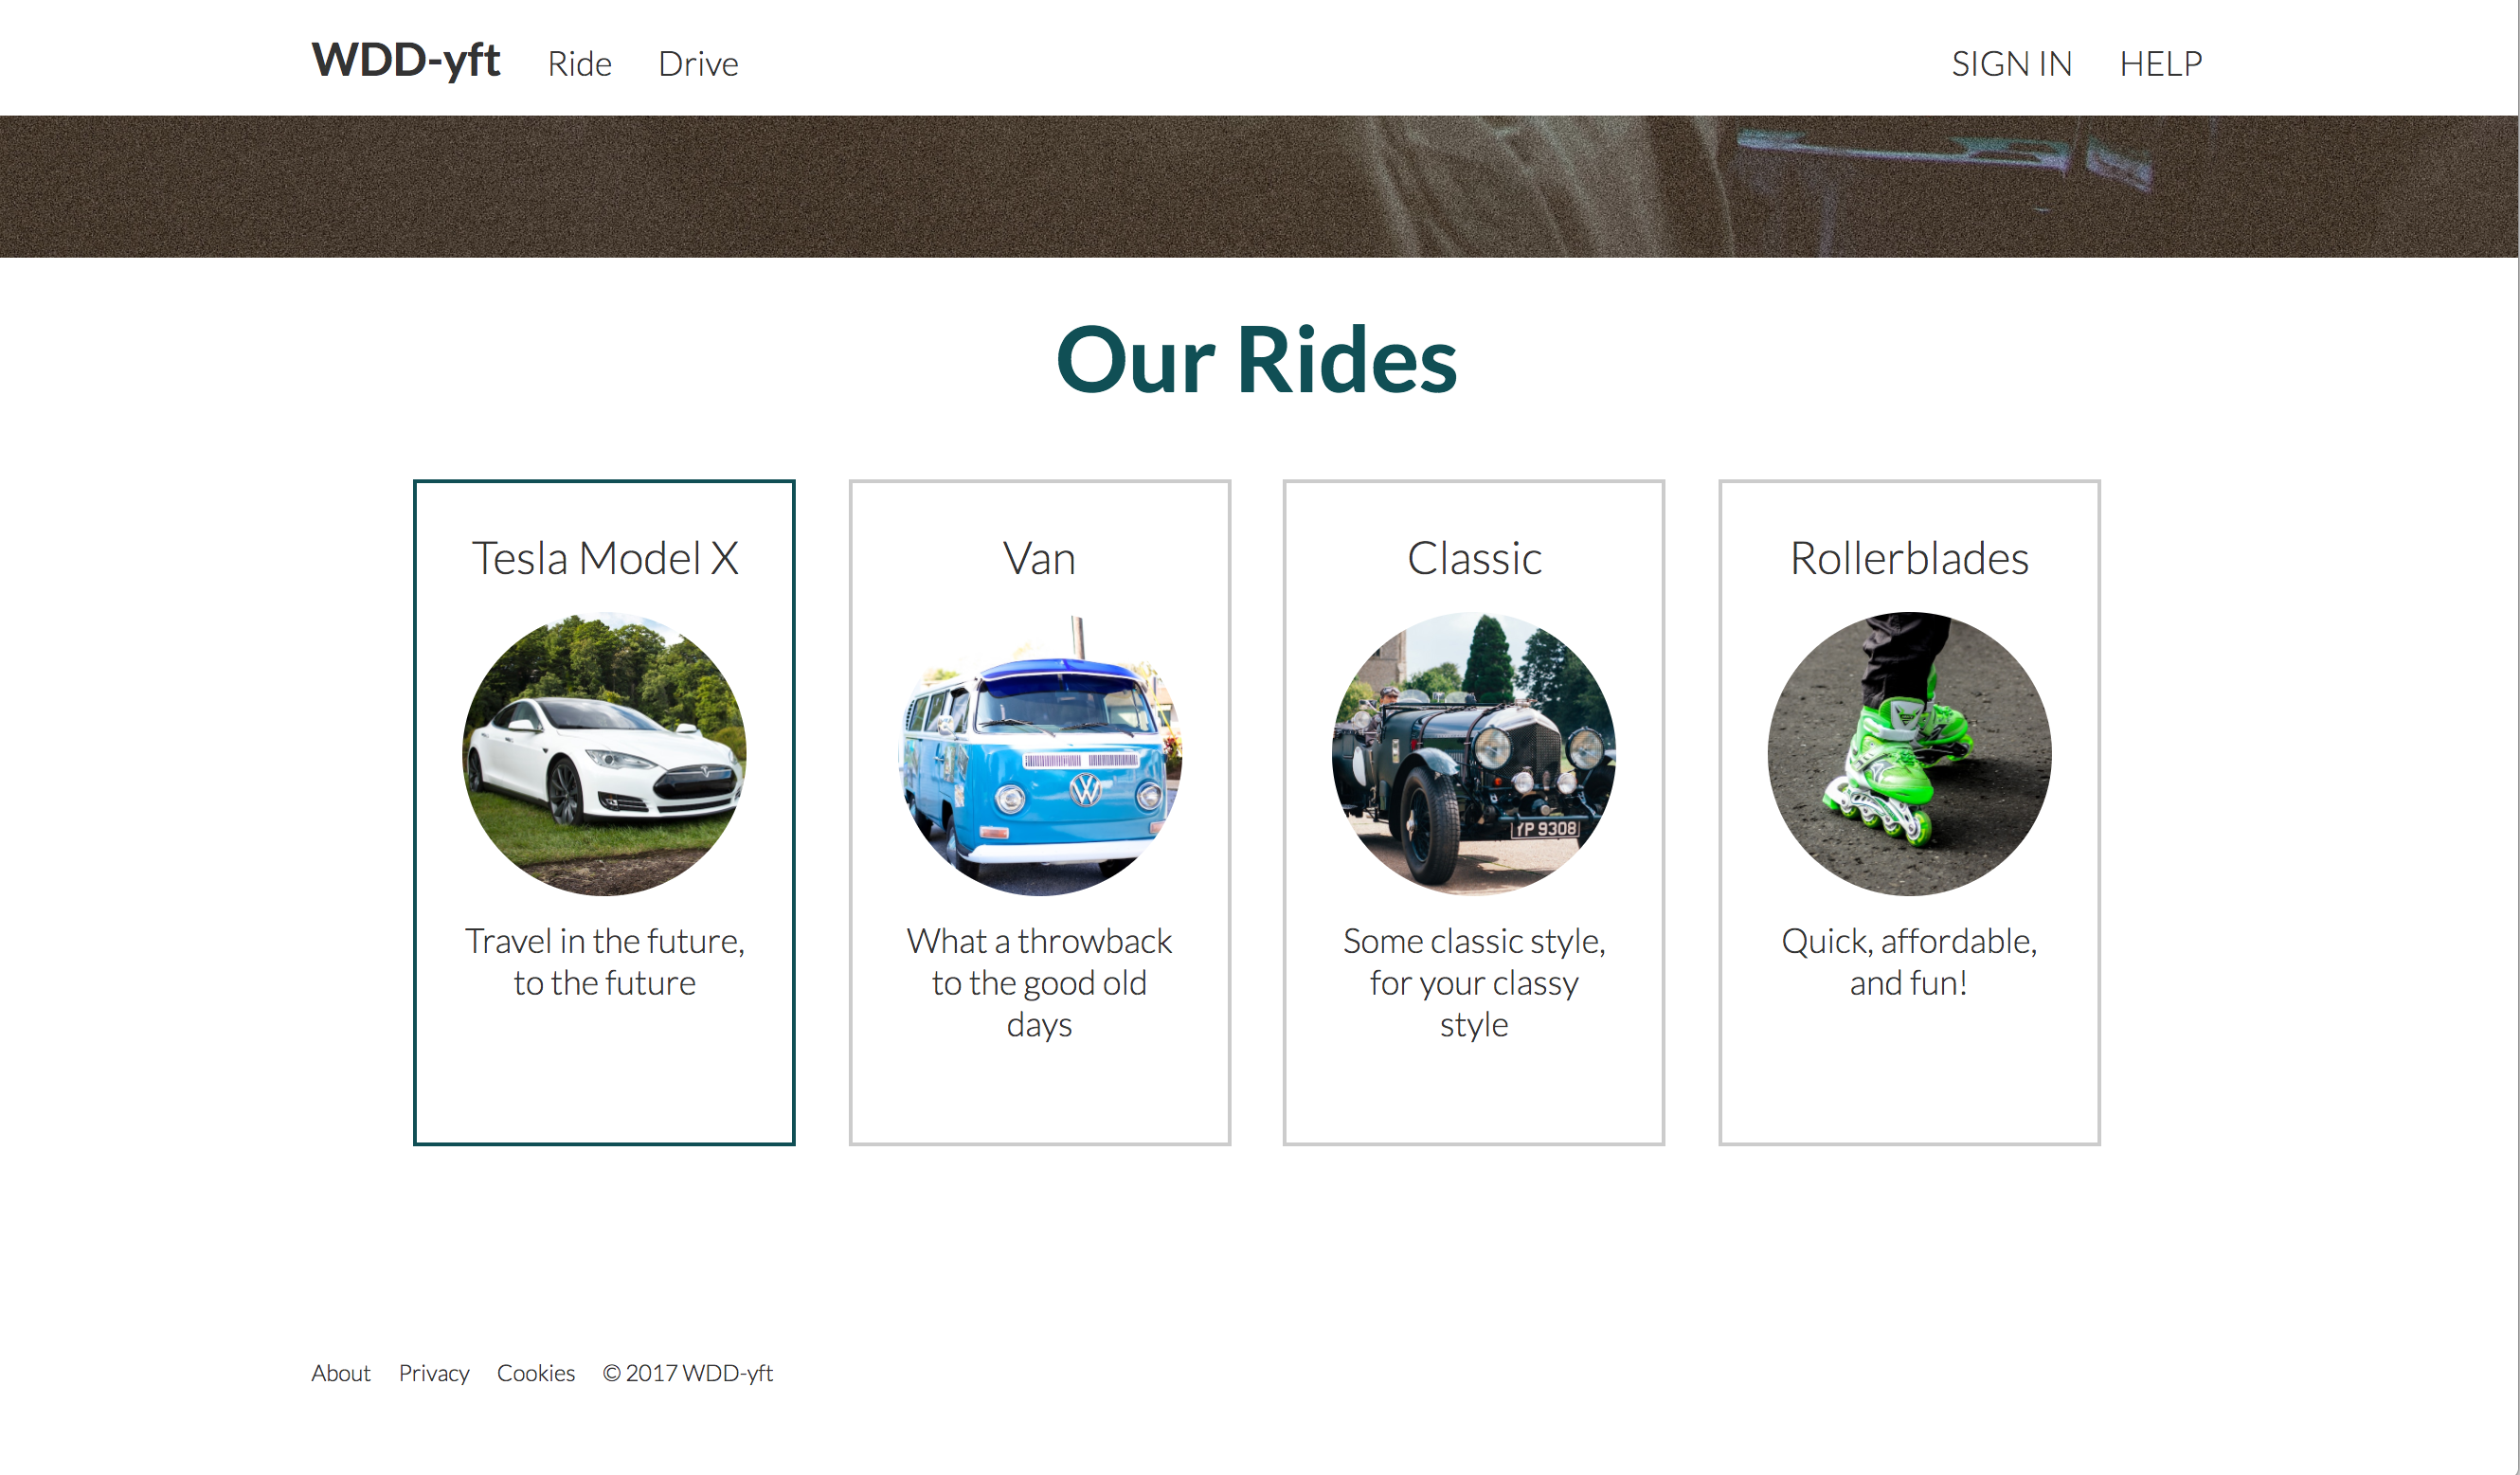 WDD-yft Ride Drive SIGN IN HELP
Our Rides
Tesla Model X
Travel in the future,
to the future
Van
What a throwback
to the good old
days
Classic
YP 9308
Some classic style,
for your classy
style
Rollerblades
Quick, affordable,
and fun!
About Privacy Cookies © 2017 WDD-yft